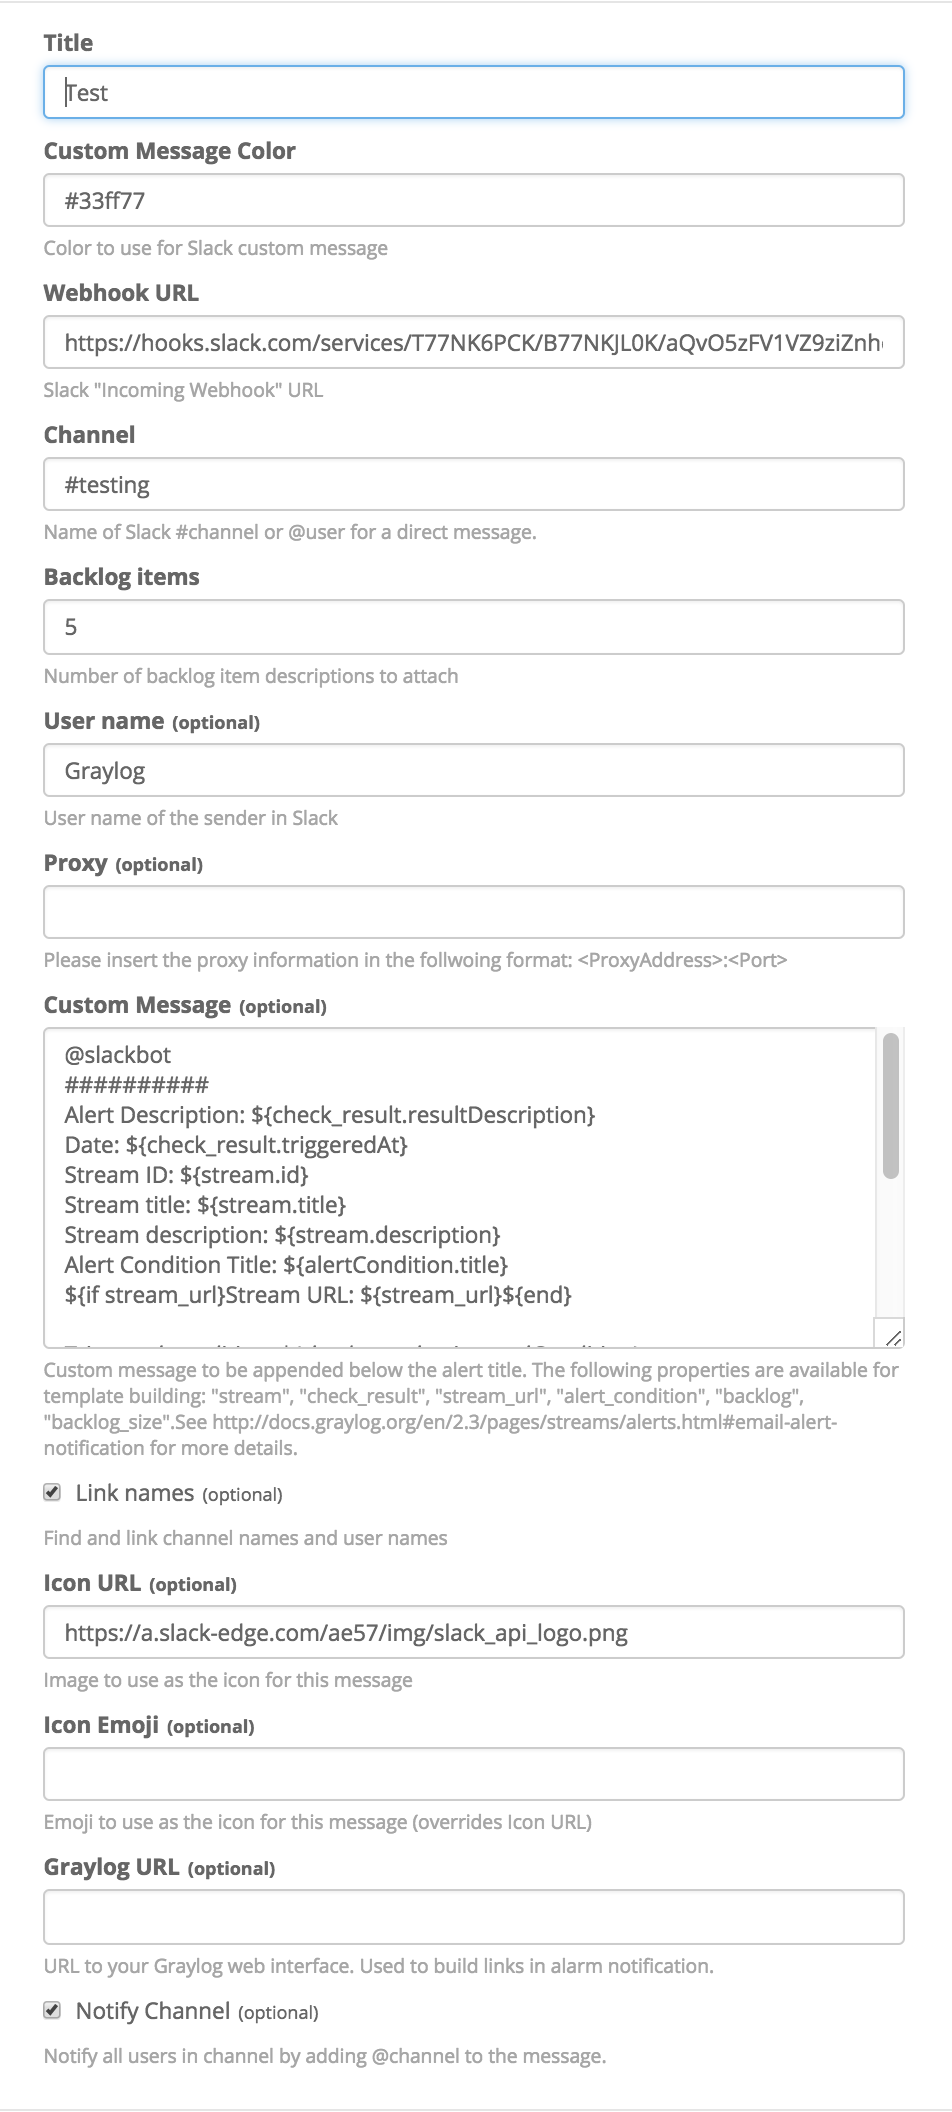 Title
Test
Custom Message Color
#33ff77
Color to use for Slack custom message
Webhook URL
https://hooks.slack.com/services/T77NK6PCK/B77NKJL0K/aQvO5zFV1VZ9ziZnh
Slack "Incoming Webhook" URL
Channel
#testing
Name of Slack #channel or @user for a direct message.
Backlog items
5
Number of backlog item descriptions to attach
User name (optional)
Graylog
User name of the sender in Slack
Proxy (optional)
Please insert the proxy information in the follwoing format: <ProxyAddress>:<Port>
Custom Message (optional)
@slackbot
##########
Alert Description: ${check_result.resultDescription}
Date: ${check_result.triggeredAt}
Stream ID: ${stream.id}
Stream title: ${stream.title}
Stream description: ${stream.description}
Alert Condition Title: ${alertCondition.title}
${if stream_url}Stream URL: ${stream_url}${end}
Custom message to be appended below the alert title. The following properties are available for
template building: "stream", "check_result", "stream_url", "alert_condition", "backlog",
"backlog_size".See http://docs.graylog.org/en/2.3/pages/streams/alerts.html#email-alert-
notification for more details.
Link names (optional)
Find and link channel names and user names
Icon URL (optional)
https://a.slack-edge.com/ae57/img/slack_api_logo.png
Image to use as the icon for this message
Icon Emoji (optional)
Emoji to use as the icon for this message (overrides Icon URL)
Graylog URL (optional)
URL to your Graylog web interface. Used to build links in alarm notification.
Notify Channel (optional)
Notify all users in channel by adding @channel to the message.